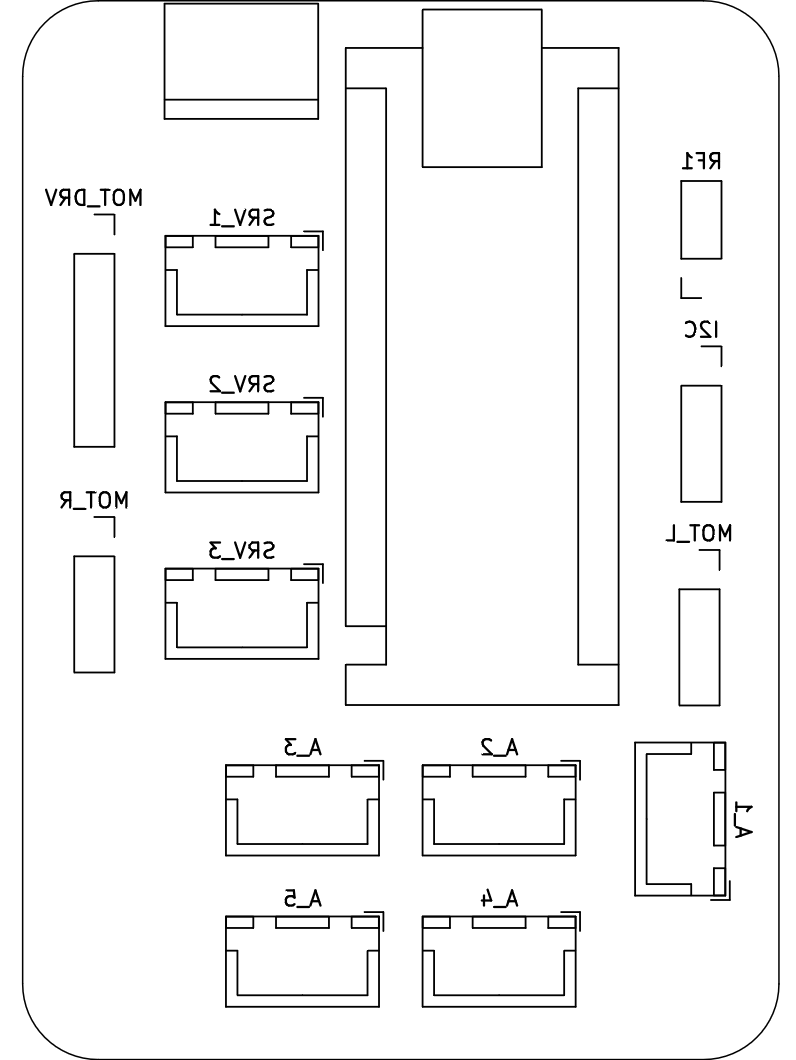 RF1
MOT_DRV
SRV_1
I2C
SRV_2
MOT_R
MOT_L
SRV_3
A_3
A_2
A_1
A_5
A_4